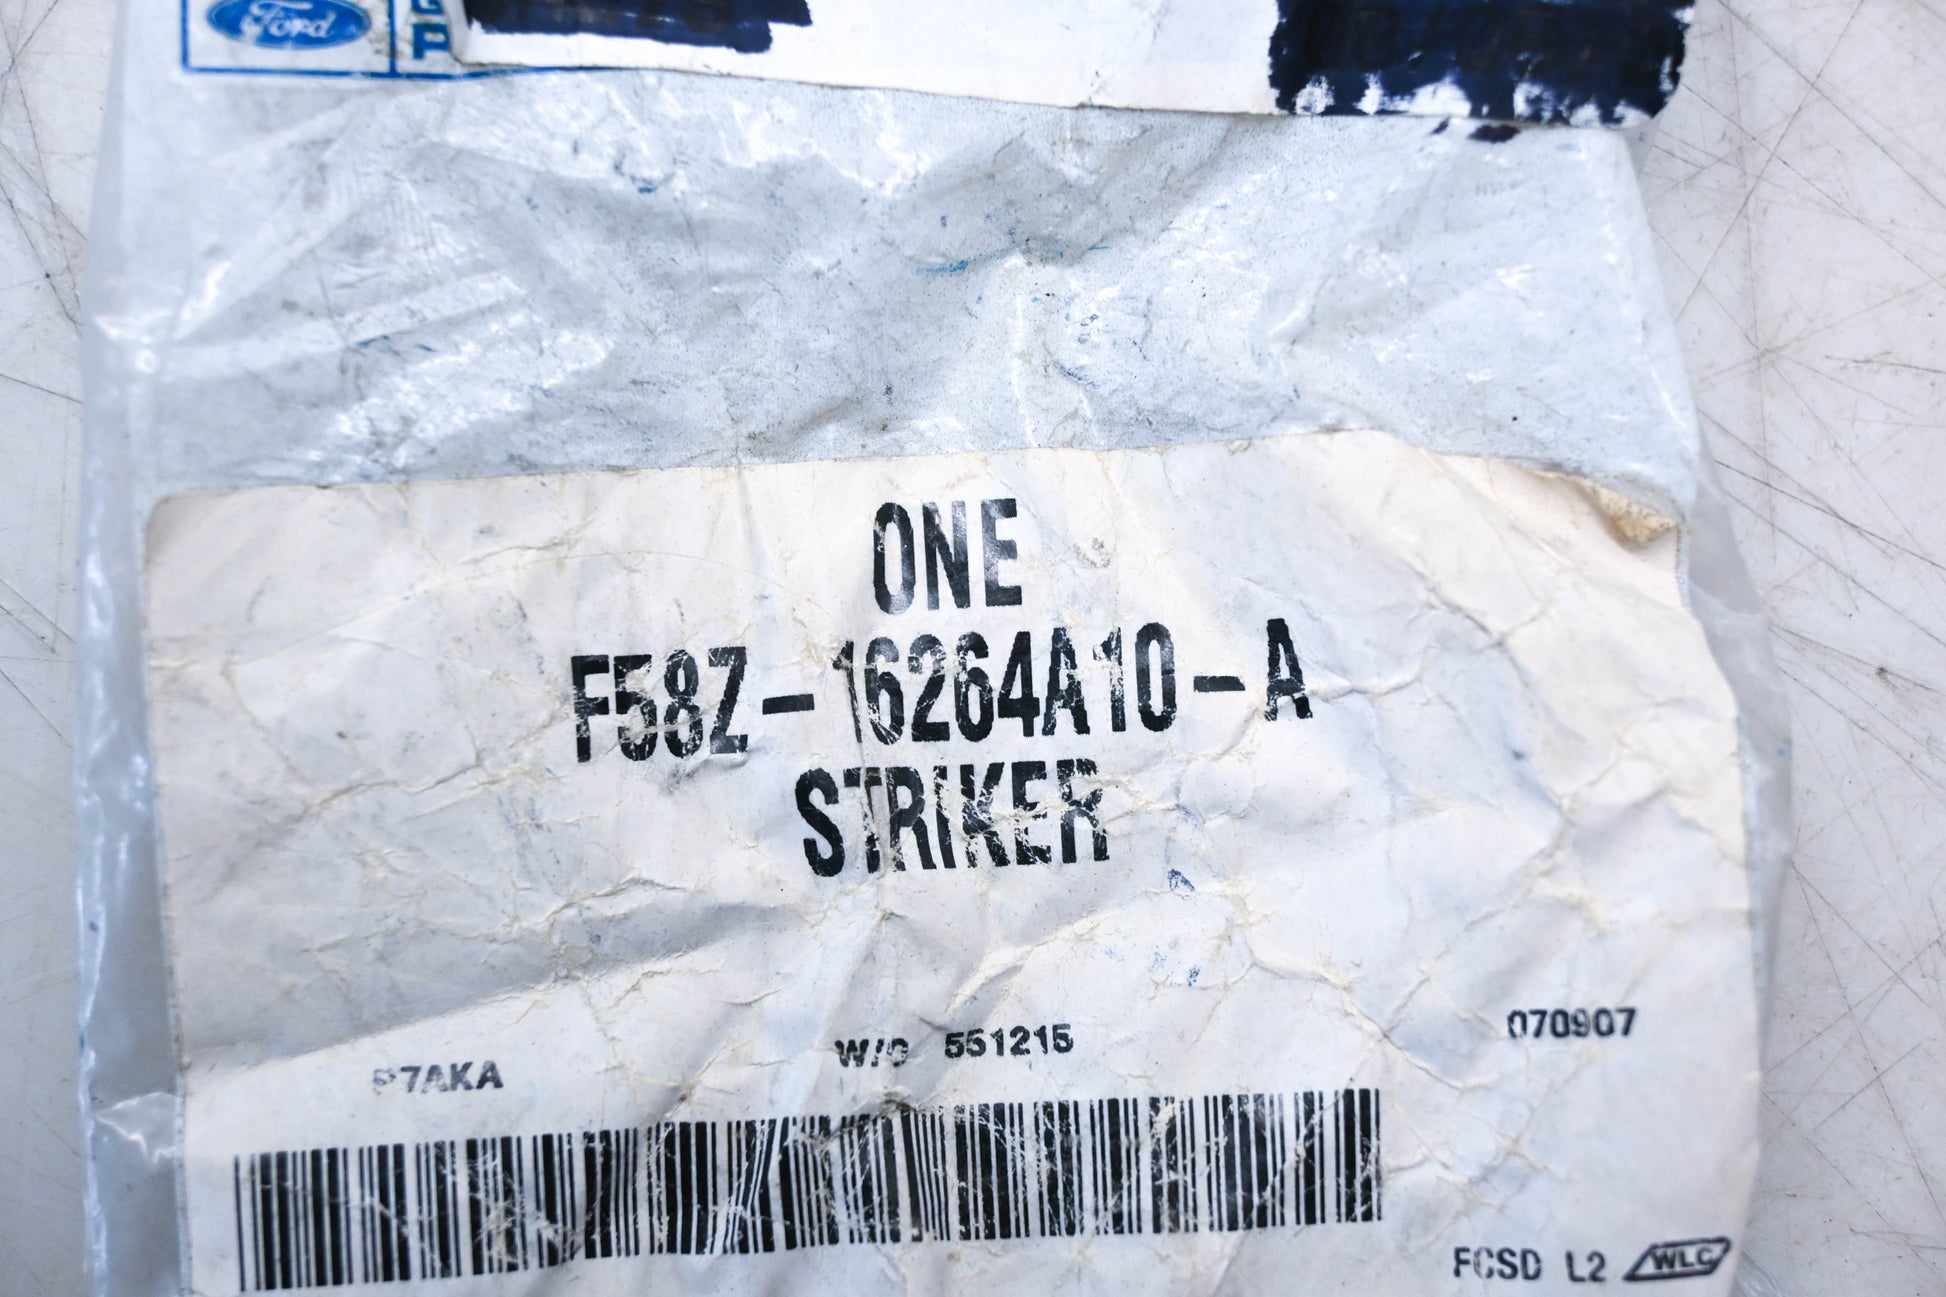 Ford
ONE
F58Z-16264A10-A
STRIKER
W/O 551215
070907
FCSD L2 WLC